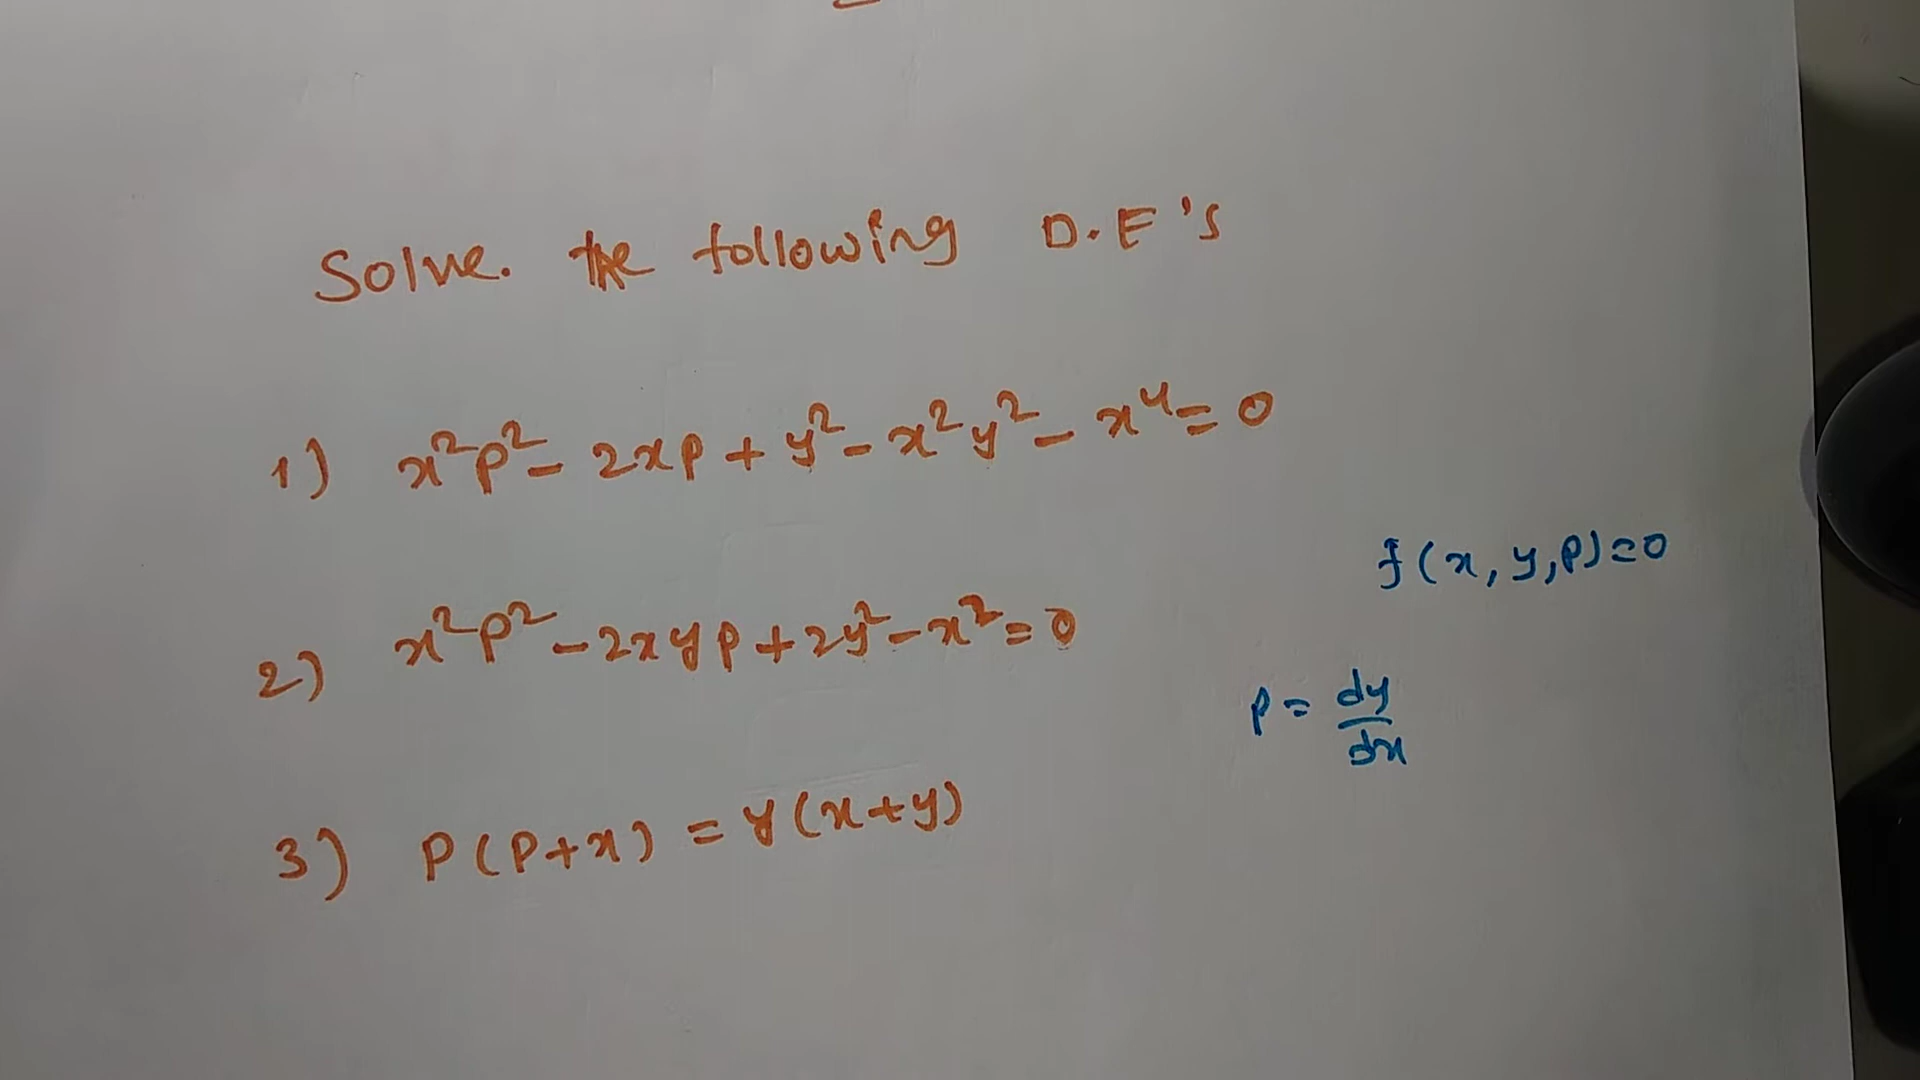 Solve. the following D.E's
1) x²p² - 2xp + y² - x²y² - x⁴ = 0
f(x, y, p) = 0
2) x²p² - 2xyp + 2y² - x² = 0
p = dy/dx
3) P(P+x) = y(x+y)